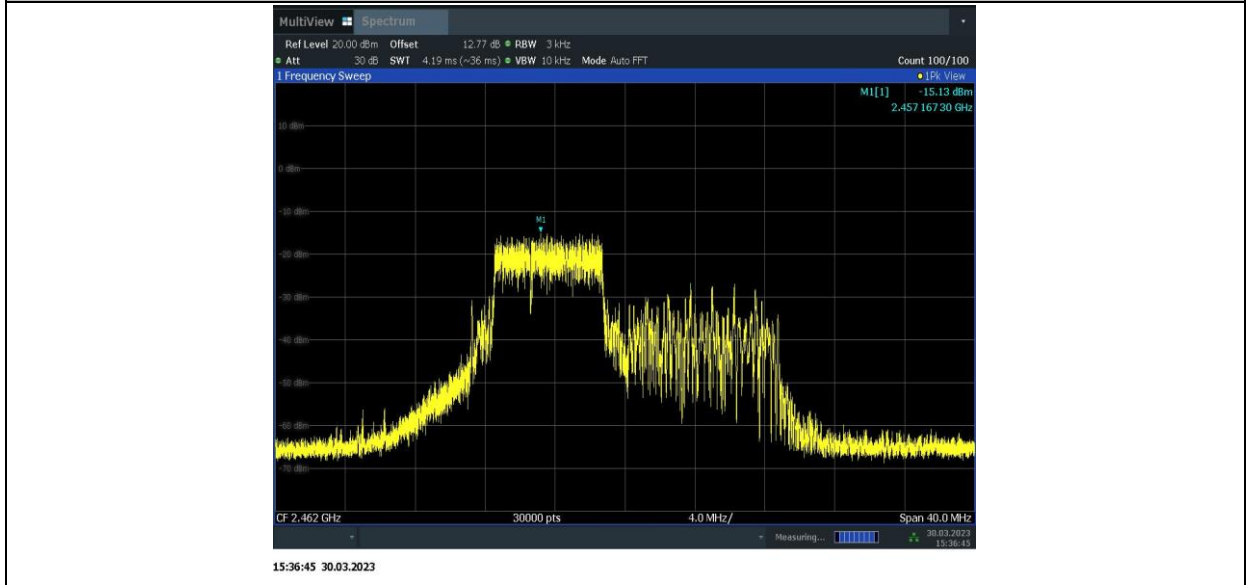 MultiView Spectrum
Ref Level 20.00 dBm Offset 12.77 dB RBW 3 kHz
Att 30 dB SWT 4.19 ms (~36 ms) VBW 10 kHz Mode Auto FFT Count 100/100
1 Frequency Sweep 1Pk View
M1[1] -15.13 dBm
2.457 167 30 GHz
10 dBm
0 dBm
-10 dBm
M1
-20 dBm
-30 dBm
-40 dBm
-50 dBm
-60 dBm
-70 dBm
CF 2.462 GHz 30000 pts 4.0 MHz/ Span 40.0 MHz
Measuring... 30.03.2023
15:36:45
15:36:45 30.03.2023